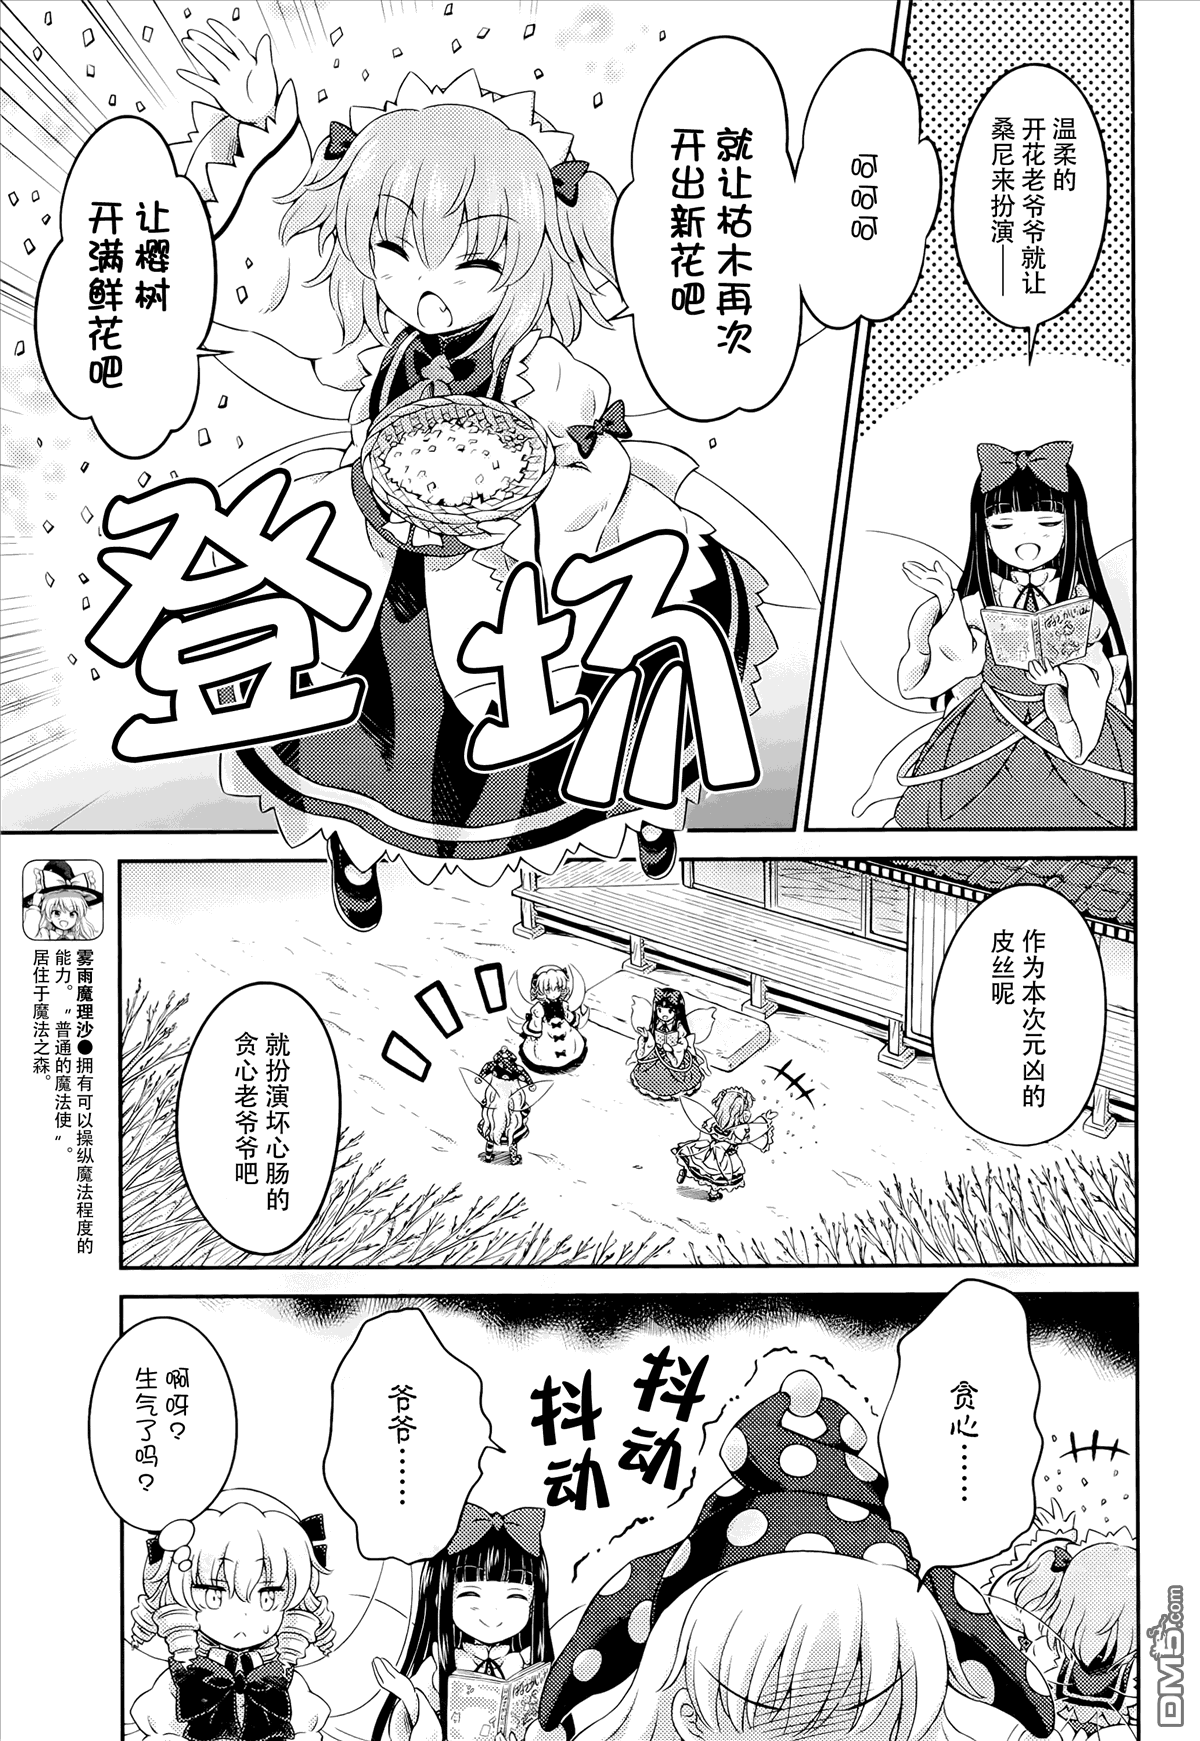 温柔的
开花老爷爷就让
桑尼来扮演——
呵呵呵
就让枯木再次
开出新花吧
让樱树
开满鲜花吧
登场
作为本次元凶的
皮丝呢
就扮演坏心肠的
贪心老爷爷吧
雾雨魔理沙●拥有可以操纵魔法程度的
能力。“普通的魔法使”。
居住于魔法之森。
贪心……
抖动
抖动
爷爷……
啊呀？
生气了吗？
DM5.com